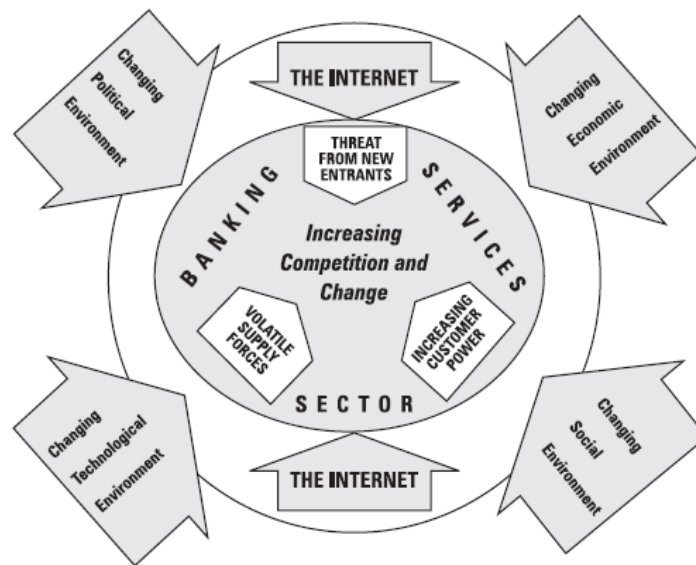 Changing
Political
Environment
THE INTERNET
Changing
Economic
Environment
THREAT
FROM NEW
ENTRANTS
BANKING
SERVICES
Increasing
Competition and
Change
VOLATILE
SUPPLY
FORCES
INCREASING
CUSTOMER
POWER
SECTOR
Changing
Technological
Environment
THE INTERNET
Changing
Social
Environment